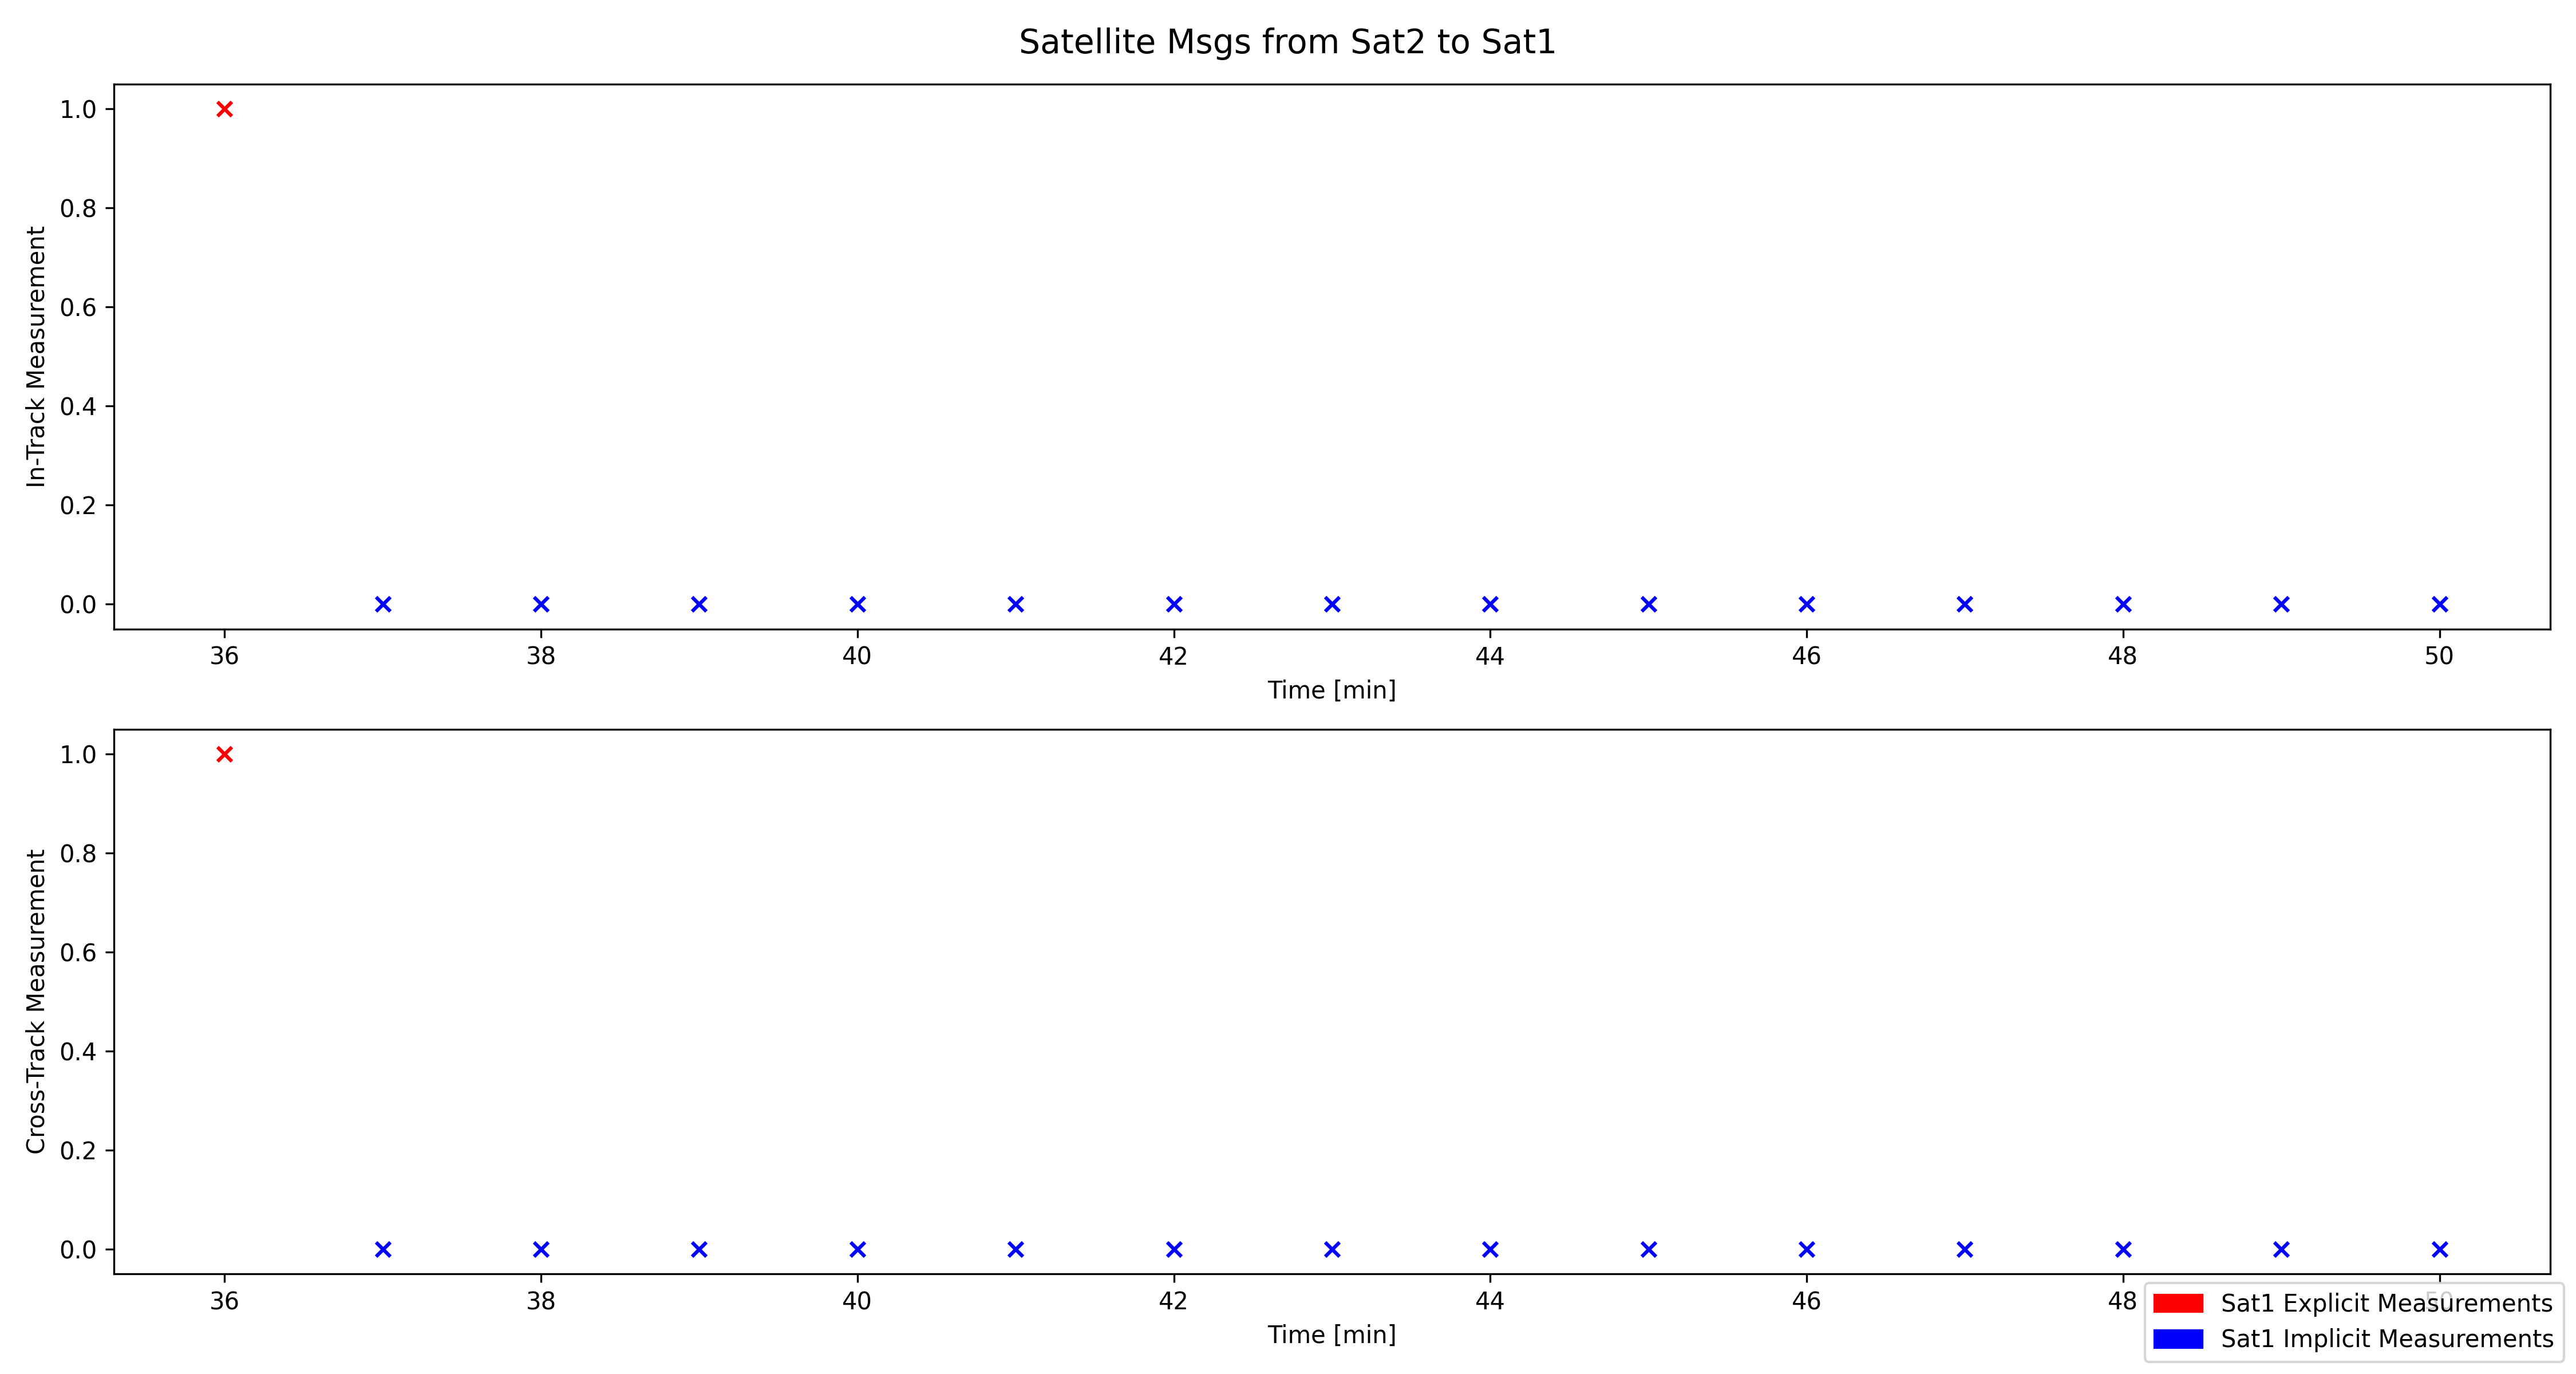 Satellite Msgs from Sat2 to Sat1
1.0
0.8
0.6
0.4
0.2
0.0
In-Track Measurement
36 38 40 42 44 46 48 50
Time [min]
1.0
0.8
0.6
0.4
0.2
0.0
Cross-Track Measurement
36 38 40 42 44 46 48 50
Time [min]
Sat1 Explicit Measurements
Sat1 Implicit Measurements